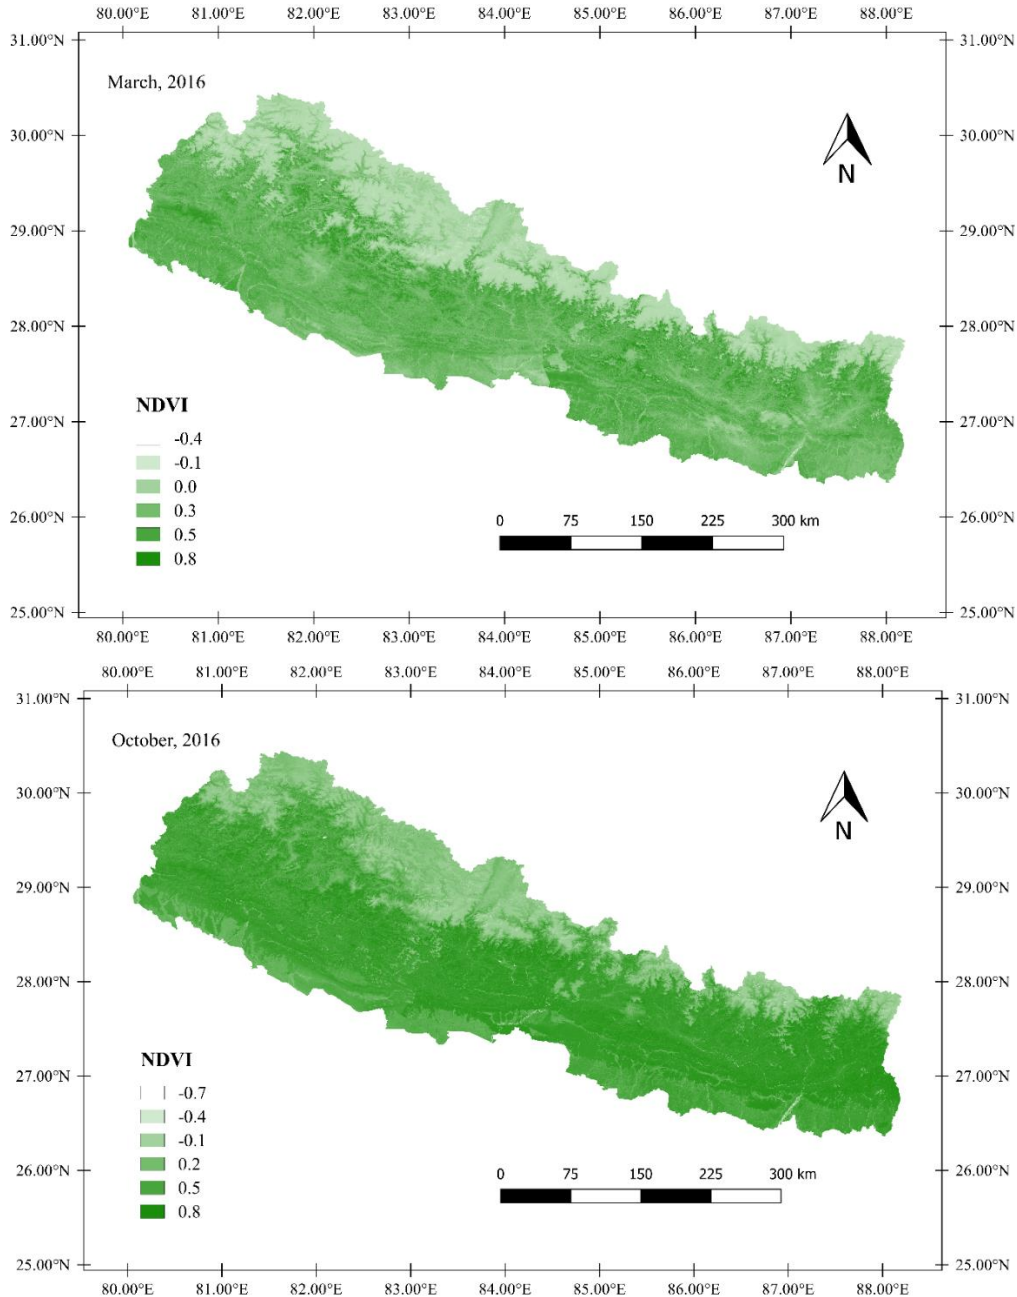 80.00°E 81.00°E 82.00°E 83.00°E 84.00°E 85.00°E 86.00°E 87.00°E 88.00°E
31.00°N 31.00°N
March, 2016
30.00°N 30.00°N
N
29.00°N 29.00°N
28.00°N 28.00°N
NDVI
27.00°N 27.00°N
-0.4
-0.1
0.0
0.3
0.5
0.8
0 75 150 225 300 km
26.00°N 26.00°N
25.00°N 25.00°N
80.00°E 81.00°E 82.00°E 83.00°E 84.00°E 85.00°E 86.00°E 87.00°E 88.00°E
80.00°E 81.00°E 82.00°E 83.00°E 84.00°E 85.00°E 86.00°E 87.00°E 88.00°E
31.00°N 31.00°N
October, 2016
30.00°N 30.00°N
N
29.00°N 29.00°N
28.00°N 28.00°N
NDVI
27.00°N 27.00°N
-0.7
-0.4
-0.1
0.2
0.5
0.8
0 75 150 225 300 km
26.00°N 26.00°N
25.00°N 25.00°N
80.00°E 81.00°E 82.00°E 83.00°E 84.00°E 85.00°E 86.00°E 87.00°E 88.00°E